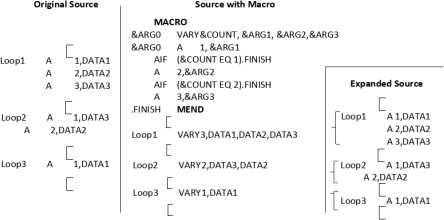 Original Source
Loop1 A 1,DATA1
A 2,DATA2
A 3,DATA3
Loop2 A 1,DATA3
A 2,DATA2
Loop3 A 1,DATA1
Source with Macro
MACRO
&ARG0 VARY&COUNT, &ARG1, &ARG2,&ARG3
&ARG0 A 1, &ARG1
AIF (&COUNT EQ 1).FINISH
A 2,&ARG2
AIF (&COUNT EQ 2).FINISH
A 3,&ARG3
.FINISH MEND
Loop1 VARY3,DATA1,DATA2,DATA3
Loop2 VARY2,DATA3,DATA2
Loop3 VARY1,DATA1
Expanded Source
Loop1 A 1,DATA1
A 2,DATA2
A 3,DATA3
Loop2 A 1,DATA3
A 2,DATA2
Loop3 A 1,DATA1